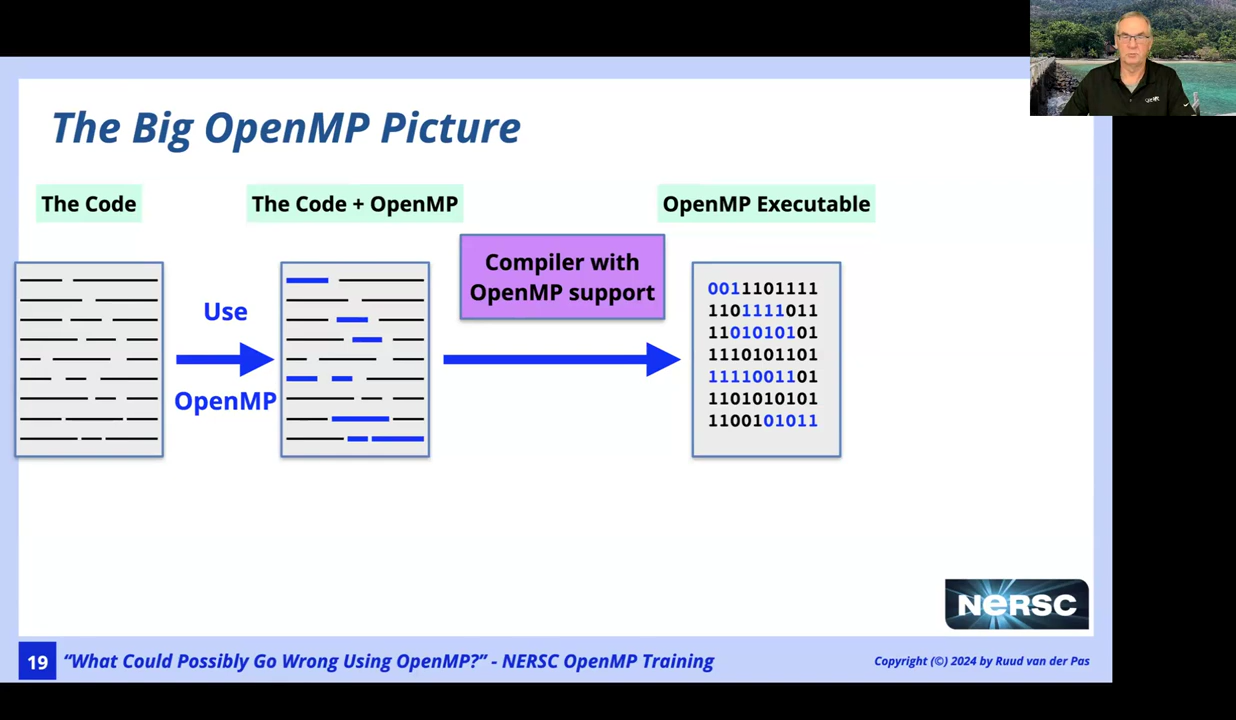 The Big OpenMP Picture
The Code
The Code + OpenMP
OpenMP Executable
Compiler with
OpenMP support
Use
OpenMP
0011101111
1101111011
1101010101
1110101101
1111001101
1101010101
1100101011
NERSC
19
“What Could Possibly Go Wrong Using OpenMP?” - NERSC OpenMP Training
Copyright (©) 2024 by Ruud van der Pas